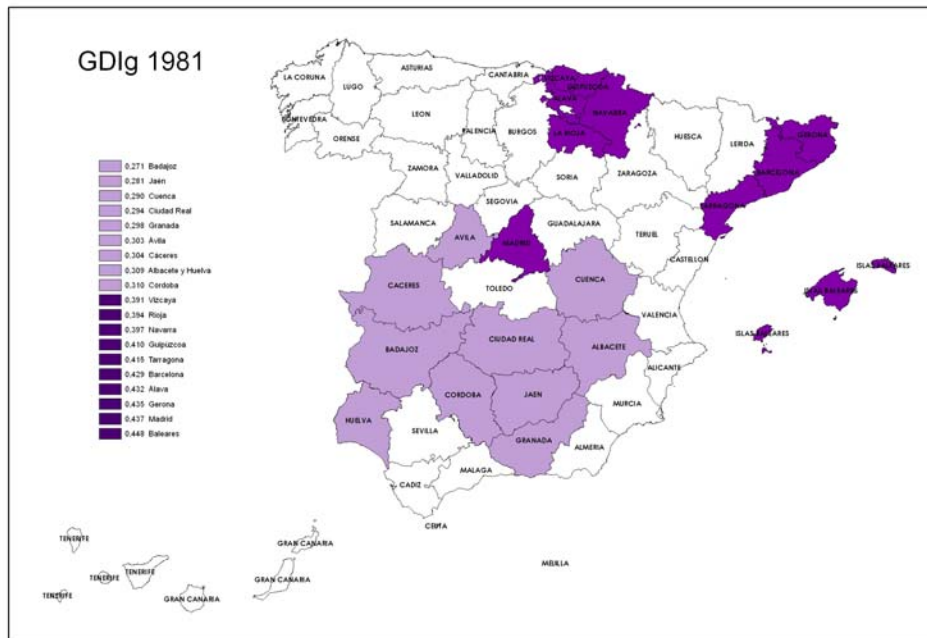 GDIg 1981
LA CORUNA
LUGO
ASTURIAS
CANTABRIA
VIZCAYA
GUIPUZCOA
ALAVA
NAVARRA
PONTEVEDRA
ORENSE
LEON
PALENCIA
BURGOS
LA RIOJA
HUESCA
LERIDA
GERONA
BARCELONA
TARRAGONA
ZAMORA
VALLADOLID
SORIA
ZARAGOZA
SEGOVIA
SALAMANCA
AVILA
MADRID
GUADALAJARA
TERUEL
CASTELLON
CACERES
TOLEDO
CUENCA
VALENCIA
ISLAS BALEARES
ISLAS BALEARES
ISLAS BALEARES
BADAJOZ
CIUDAD REAL
ALBACETE
ALICANTE
HUELVA
CORDOBA
JAEN
MURCIA
SEVILLA
GRANADA
ALMERIA
CADIZ
MALAGA
CEUTA
MELILLA
TENERIFE
TENERIFE
TENERIFE
TENERIFE
GRAN CANARIA
GRAN CANARIA
GRAN CANARIA
0,271 Badajoz
0,281 Jaén
0,290 Cuenca
0,294 Ciudad Real
0,298 Granada
0,303 Ávila
0,304 Cáceres
0,309 Albacete y Huelva
0,310 Cordoba
0,391 Vizcaya
0,394 Rioja
0,397 Navarra
0,410 Guipúzcoa
0,415 Tarragona
0,429 Barcelona
0,432 Álava
0,435 Gerona
0,437 Madrid
0,448 Baleares